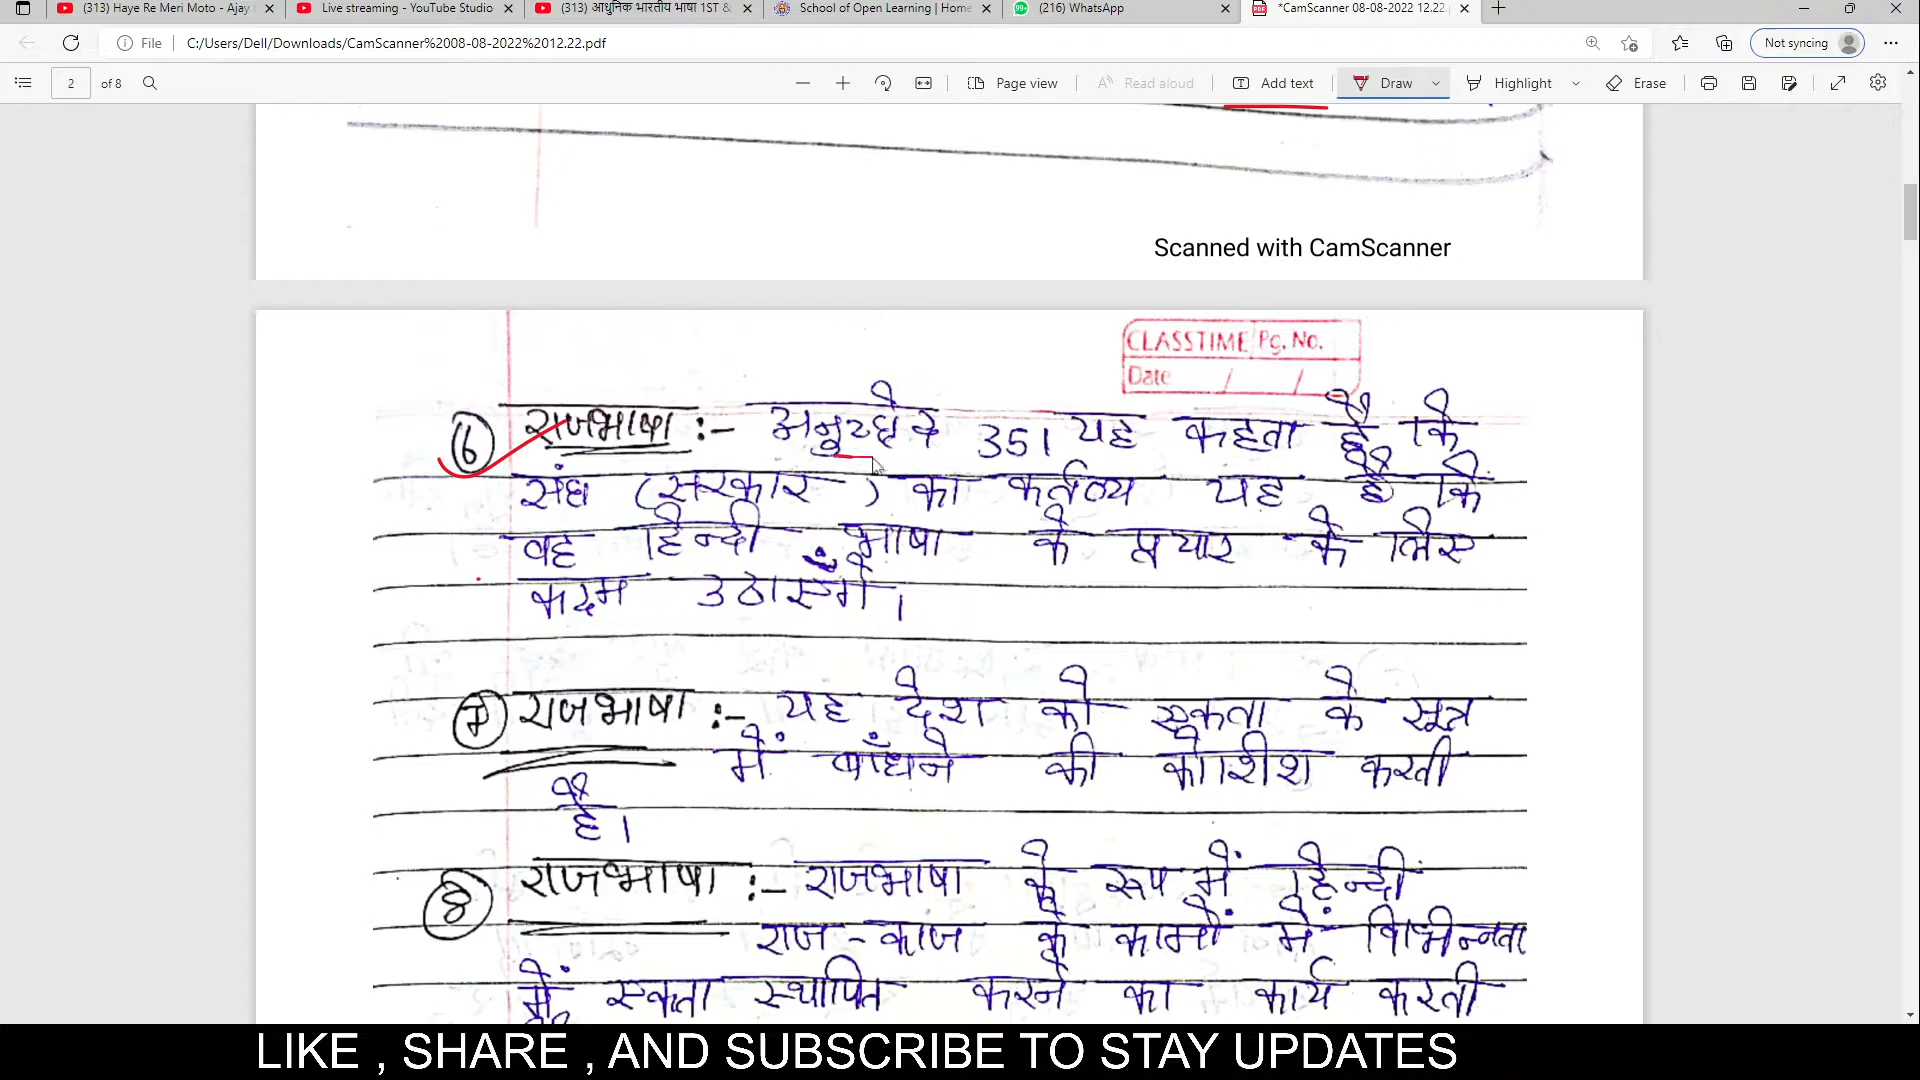 (313) Haye Re Meri Moto - Ajay
Live streaming - YouTube Studio
(313) आधुनिक भारतीय भाषा 1ST &
School of Open Learning | Home
(216) WhatsApp
*CamScanner 08-08-2022 12.22.
File C:/Users/Dell/Downloads/CamScanner%2008-08-2022%2012.22.pdf
Not syncing
2 of 8
Page view
Read aloud
Add text
Draw
Highlight
Erase
Scanned with CamScanner
CLASSTIME Pg. No.
Date / /
6 राजभाषा :- अनुच्छेद 351 यह कहता है कि
संघ (सरकार) का कर्तव्य यह है कि
वह हिन्दी भाषा के प्रचार के लिए
कदम उठाएँगे।
7 राजभाषा :- यह देश को एकता के सूत्र
में बाँधने की कोशिश करती
है।
8 राजभाषा :- राजभाषा के रूप में हिन्दी
राज-काज के कामों में विभिन्नता
में एकता स्थापित करने का कार्य करती
LIKE , SHARE , AND SUBSCRIBE TO STAY UPDATES